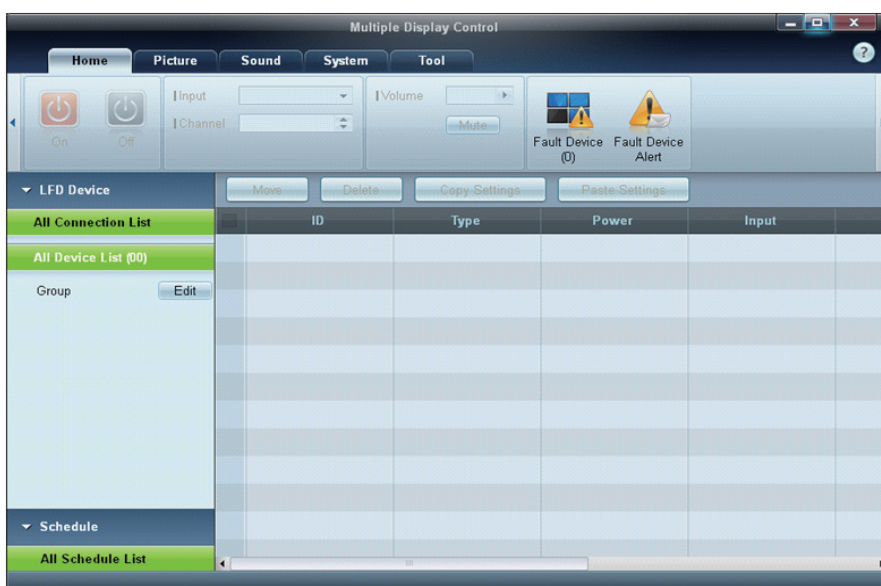 Multiple Display Control
Home Picture Sound System Tool
Input
Channel
On Off
Volume
Mute
Fault Device
(0)
Fault Device
Alert
LFD Device
Move Delete Copy Settings Paste Settings
All Connection List
ID Type Power Input
All Device List (00)
Group Edit
Schedule
All Schedule List